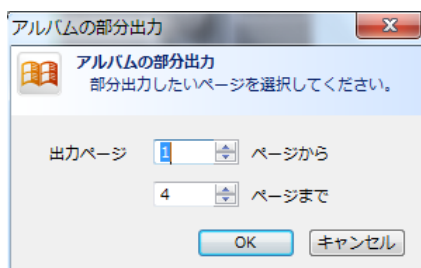 アルバムの部分出力
アルバムの部分出力
部分出力したいページを選択してください。
出力ページ 1 ページから
4 ページまで
OK キャンセル